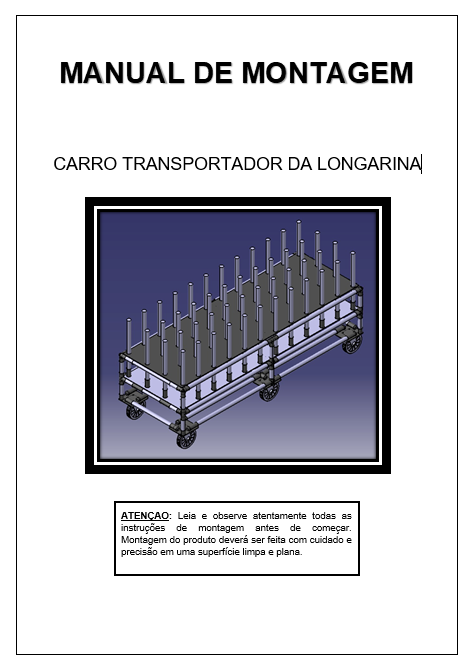 MANUAL DE MONTAGEM
CARRO TRANSPORTADOR DA LONGARINA
ATENÇAO: Leia e observe atentamente todas as
instruções de montagem antes de começar.
Montagem do produto deverá ser feita com cuidado e
precisão em uma superfície limpa e plana.